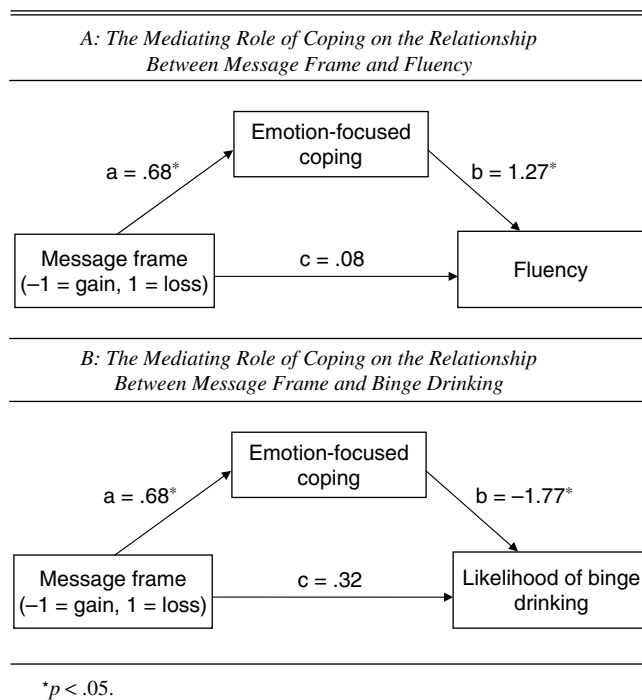 A: The Mediating Role of Coping on the Relationship
Between Message Frame and Fluency
Emotion-focused
coping
a = .68*
b = 1.27*
Message frame
(–1 = gain, 1 = loss)
c = .08
Fluency
B: The Mediating Role of Coping on the Relationship
Between Message Frame and Binge Drinking
Emotion-focused
coping
a = .68*
b = –1.77*
Message frame
(–1 = gain, 1 = loss)
c = .32
Likelihood of binge
drinking
*p < .05.